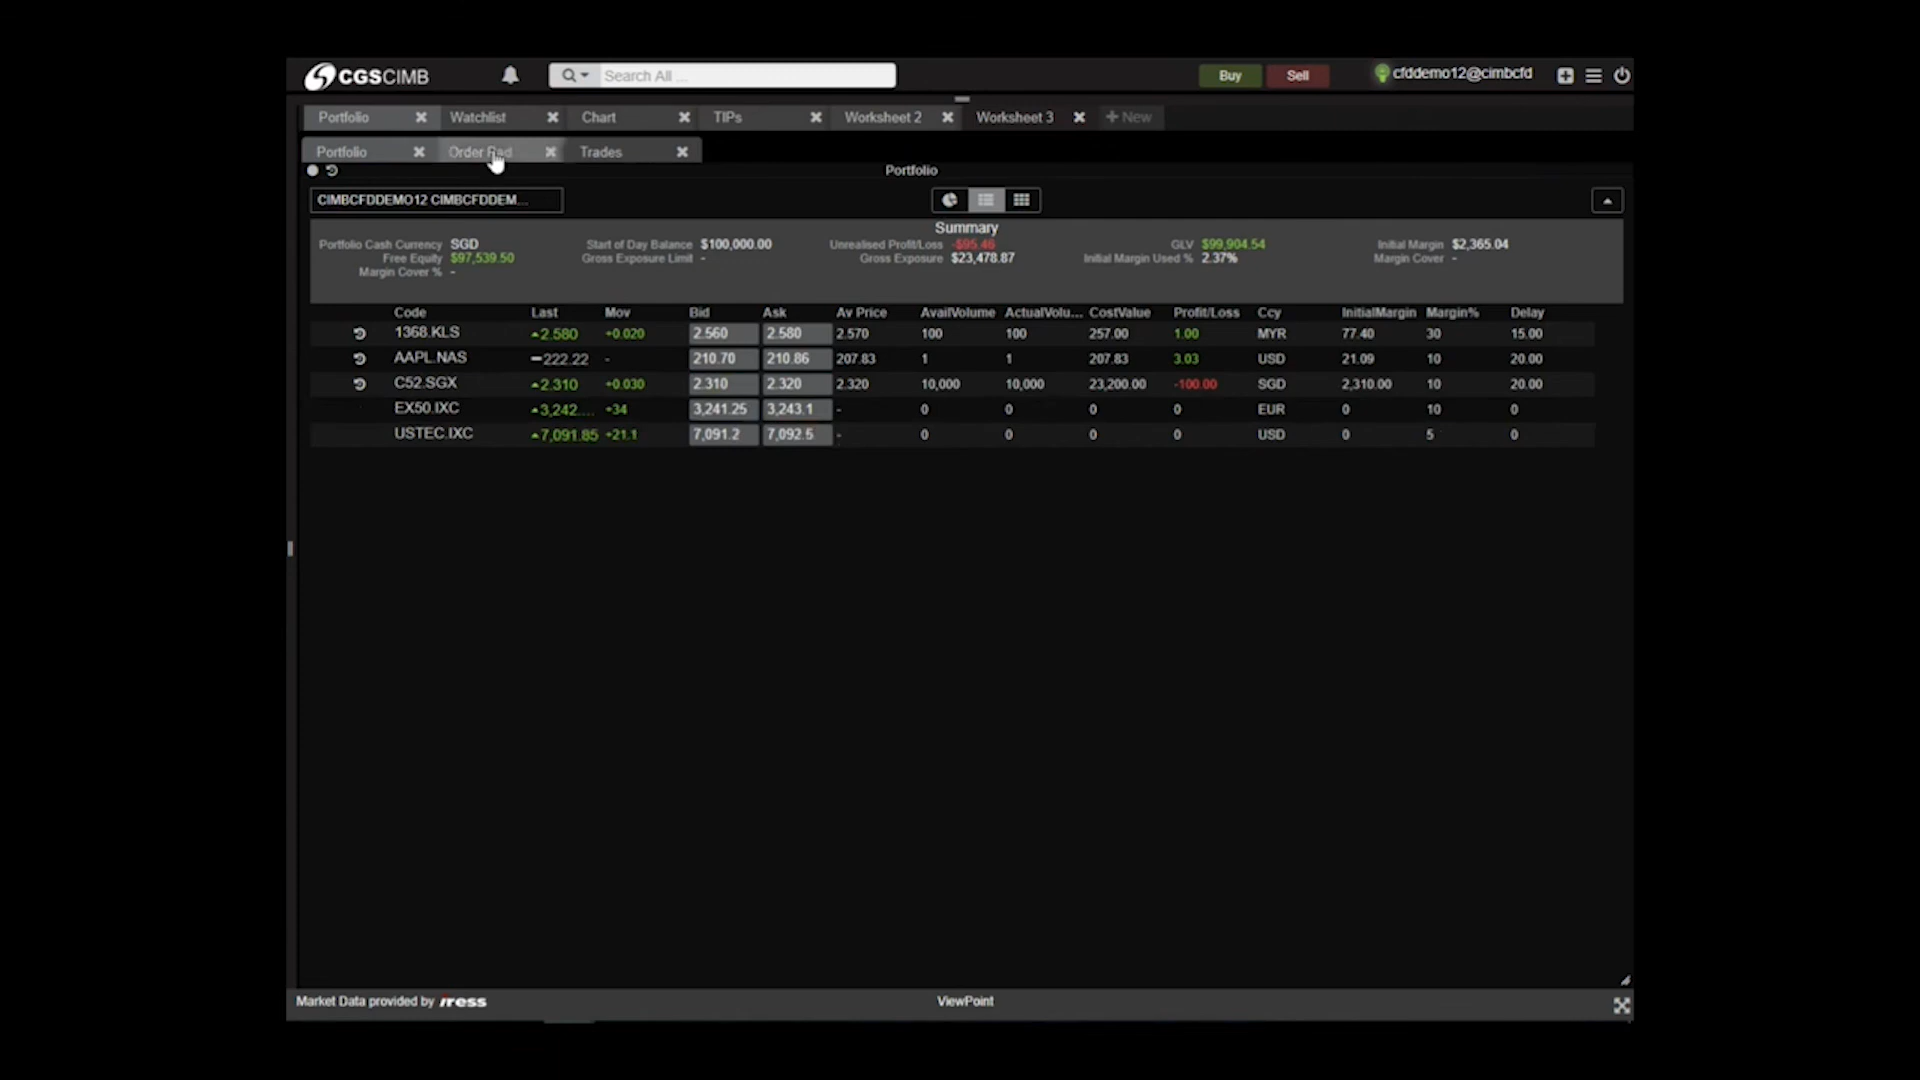 CGSCIMB Search All ... Buy Sell cfddemo12@cimbcfd
Portfolio Watchlist Chart TIPs Worksheet 2 Worksheet 3 + New
Portfolio Order Pad Trades
Portfolio
CIMBCFDDEMO12 CIMBCFDDEM...
Summary
Portfolio Cash Currency SGD Start of Day Balance $100,000.00 Unrealised Profit/Loss -$95.46 GLV $99,904.54 Initial Margin $2,365.04
Free Equity $97,539.50 Gross Exposure Limit - Gross Exposure $23,478.87 Initial Margin Used % 2.37% Margin Cover -
Margin Cover % -
Code Last Mov Bid Ask Av Price AvailVolume ActualVolu... CostValue Profit/Loss Ccy InitialMargin Margin% Delay
1368.KLS 2.580 +0.020 2.560 2.580 2.570 100 100 257.00 1.00 MYR 77.40 30 15.00
AAPL.NAS 222.22 - 210.70 210.86 207.83 1 1 207.83 3.03 USD 21.09 10 20.00
C52.SGX 2.310 +0.030 2.310 2.320 2.320 10,000 10,000 23,200.00 -100.00 SGD 2,310.00 10 20.00
EX50.IXC 3,242.... +34 3,241.25 3,243.1 - 0 0 0 0 EUR 0 10 0
USTEC.IXC 7,091.85 +21.1 7,091.2 7,092.5 - 0 0 0 0 USD 0 5 0
Market Data provided by iress ViewPoint